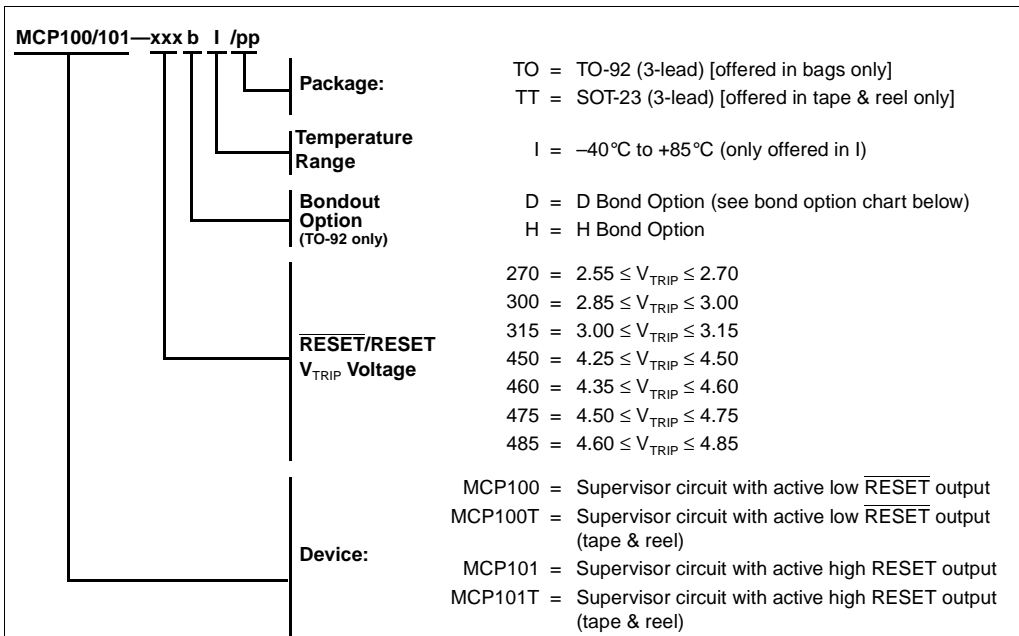 MCP100/101—xxx b I /pp
Package:
TO = TO-92 (3-lead) [offered in bags only]
TT = SOT-23 (3-lead) [offered in tape & reel only]
Temperature
Range
I = –40°C to +85°C (only offered in I)
Bondout
Option
(TO-92 only)
D = D Bond Option (see bond option chart below)
H = H Bond Option
RESET/RESET
VTRIP Voltage
270 = 2.55 ≤ VTRIP ≤ 2.70
300 = 2.85 ≤ VTRIP ≤ 3.00
315 = 3.00 ≤ VTRIP ≤ 3.15
450 = 4.25 ≤ VTRIP ≤ 4.50
460 = 4.35 ≤ VTRIP ≤ 4.60
475 = 4.50 ≤ VTRIP ≤ 4.75
485 = 4.60 ≤ VTRIP ≤ 4.85
Device:
MCP100 = Supervisor circuit with active low RESET output
MCP100T = Supervisor circuit with active low RESET output
(tape & reel)
MCP101 = Supervisor circuit with active high RESET output
MCP101T = Supervisor circuit with active high RESET output
(tape & reel)